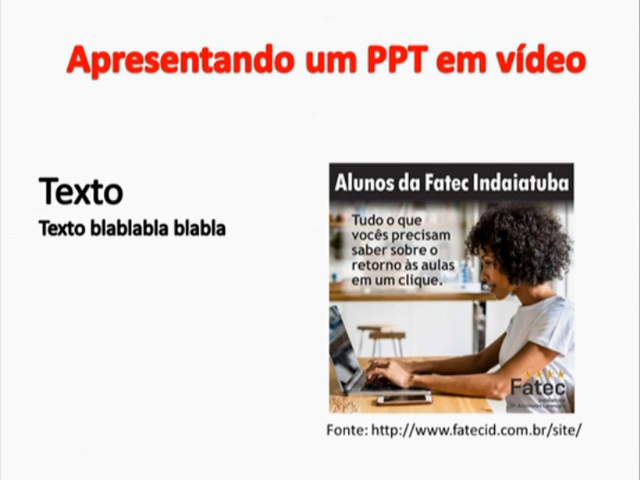 Apresentando um PPT em vídeo
Texto
Texto blablabla blabla
Alunos da Fatec Indaiatuba
Tudo o que
vocês precisam
saber sobre o
retorno às aulas
em um clique.
Fatec
Indaiatuba
Fonte: http://www.fatecid.com.br/site/